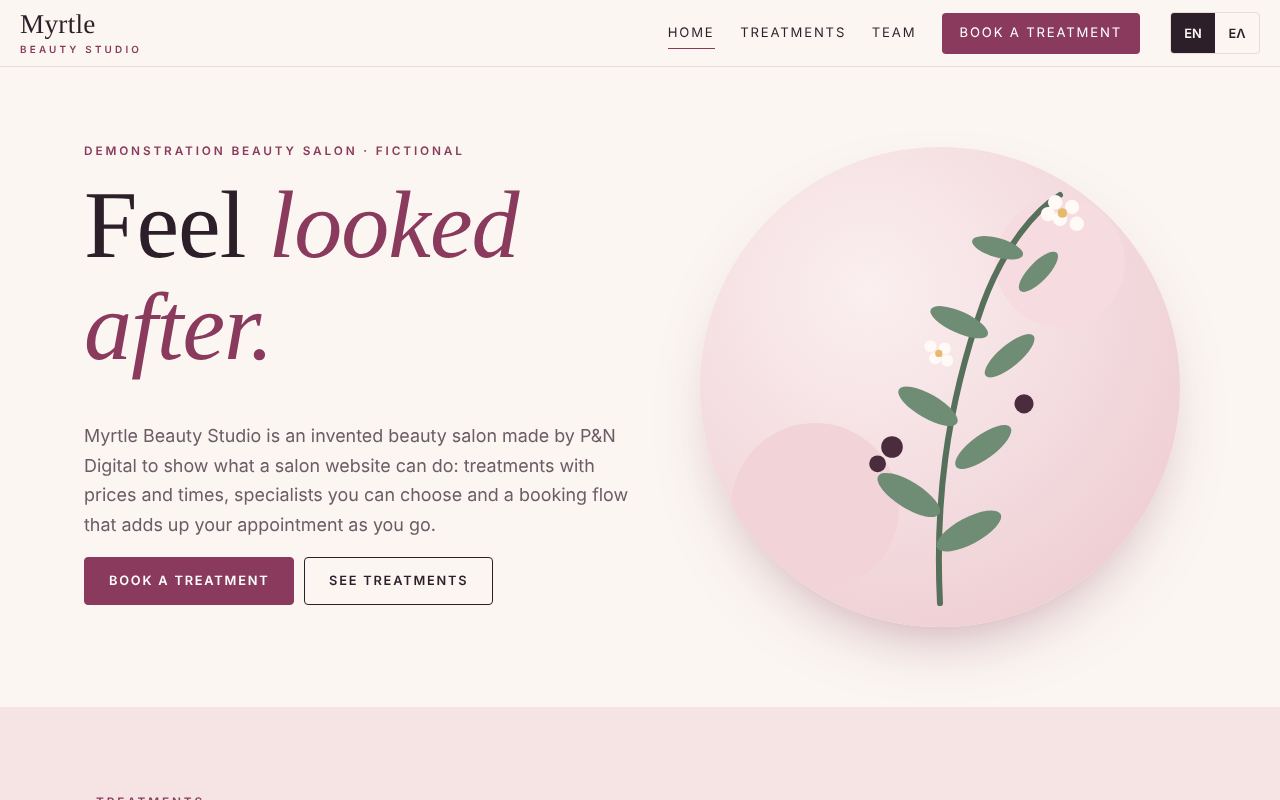 Myrtle
BEAUTY STUDIO
HOME
TREATMENTS
TEAM
BOOK A TREATMENT
EN
ΕΛ
DEMONSTRATION BEAUTY SALON · FICTIONAL
Feel looked
after.
Myrtle Beauty Studio is an invented beauty salon made by P&N
Digital to show what a salon website can do: treatments with
prices and times, specialists you can choose and a booking flow
that adds up your appointment as you go.
BOOK A TREATMENT
SEE TREATMENTS
TREATMENTS